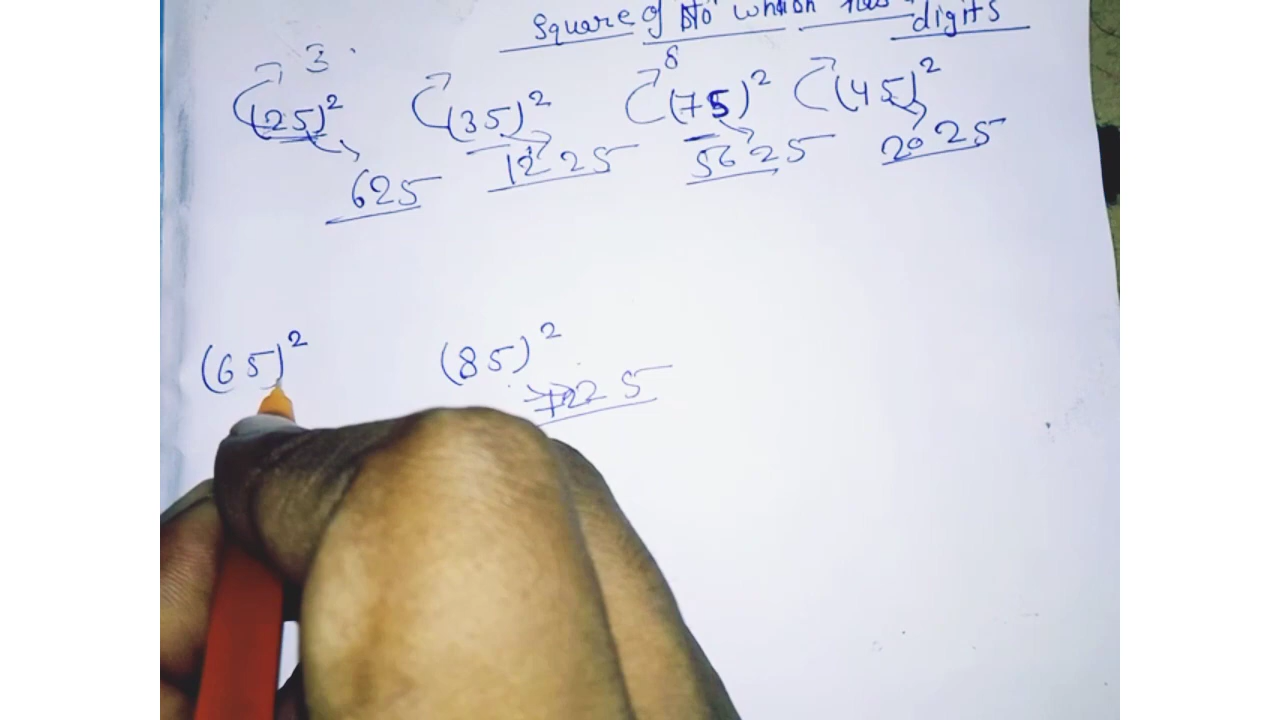 Square of No which has
digits
3 8
(25)² (35)² (75)² (45)²
625 1225 5625 2025
(65)² (85)²
7225